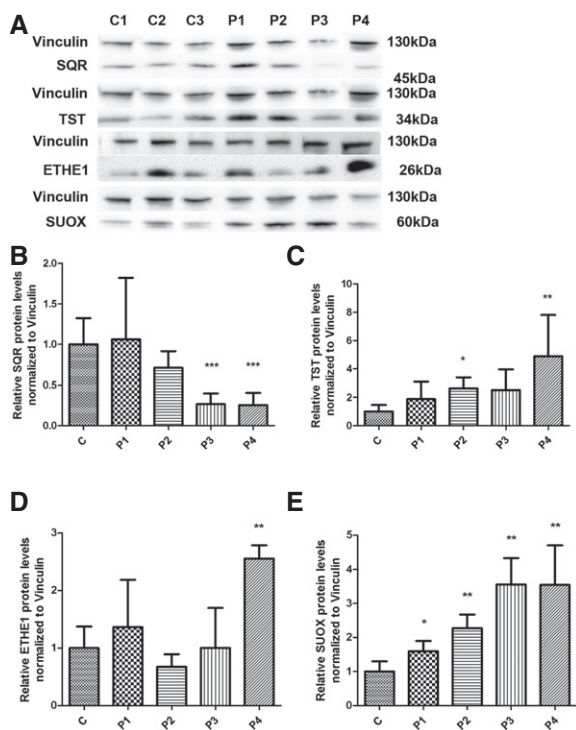 A
C1 C2 C3 P1 P2 P3 P4
Vinculin 130kDa
SQR 45kDa
Vinculin 130kDa
TST 34kDa
Vinculin 130kDa
ETHE1 26kDa
Vinculin 130kDa
SUOX 60kDa
B
Relative SQR protein levels
normalized to Vinculin
2.0
1.5
1.0
0.5
0.0
*** ***
C P1 P2 P3 P4
C
Relative TST protein levels
normalized to Vinculin
10
8
6
4
2
0
* **
C P1 P2 P3 P4
D
Relative ETHE1 protein levels
normalized to Vinculin
3
2
1
0
**
C P1 P2 P3 P4
E
Relative SUOX protein levels
normalized to Vinculin
5
4
3
2
1
0
* ** ** **
C P1 P2 P3 P4